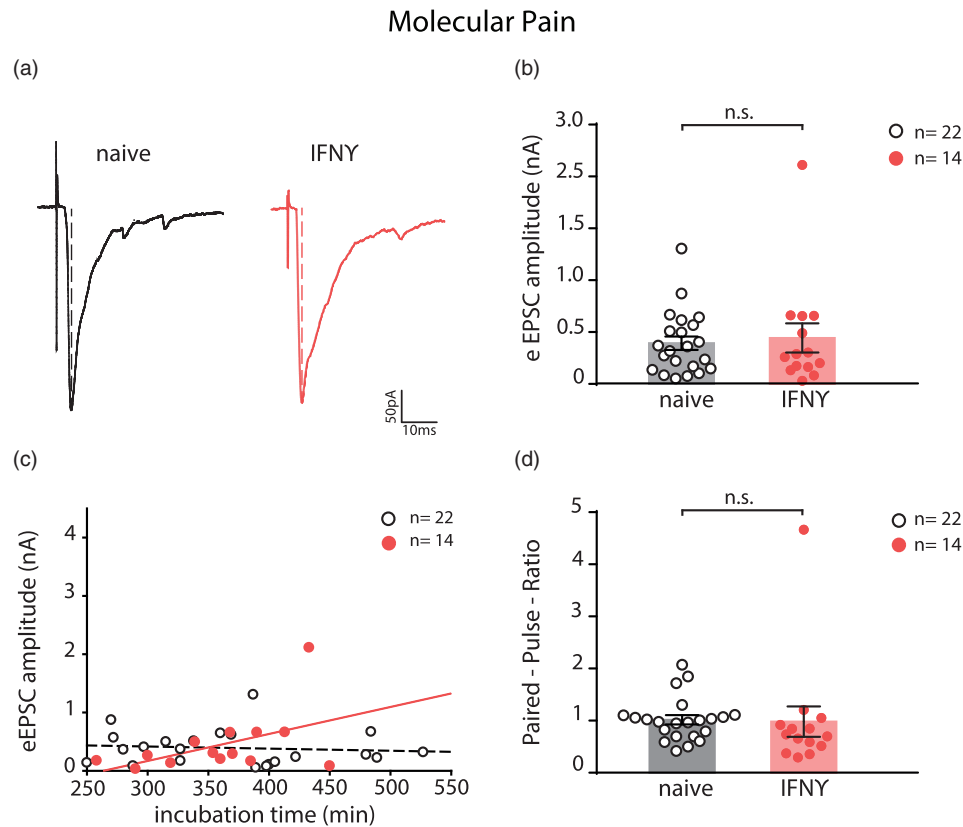 Molecular Pain
(a)
naive
IFNY
50pA
10ms
(b)
n.s.
n= 22
n= 14
e EPSC amplitude (nA)
3.0
2.5
1.5
1.0
0.5
0
naive
IFNY
(c)
n= 22
n= 14
eEPSC amplitude (nA)
4
3
2
1
0
250
300
350
400
450
500
550
incubation time (min)
(d)
n.s.
n= 22
n= 14
Paired - Pulse - Ratio
5
4
2
1
0
naive
IFNY